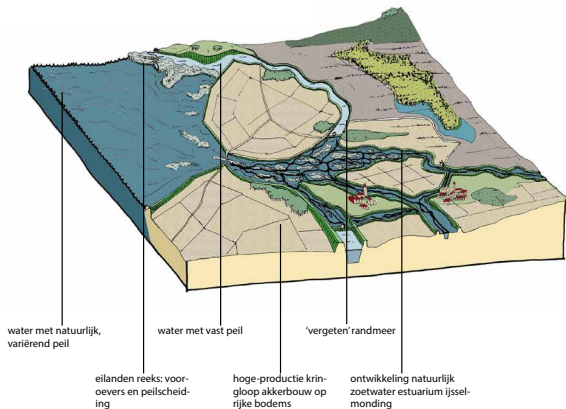 water met natuurlijk,
variërend peil
water met vast peil
'vergeten' randmeer
eilanden reeks: voor-
oevers en peilscheid-
ing
hoge-productie krin-
gloop akkerbouw op
rijke bodems
ontwikkeling natuurlijk
zoetwater estuarium ijssel-
monding